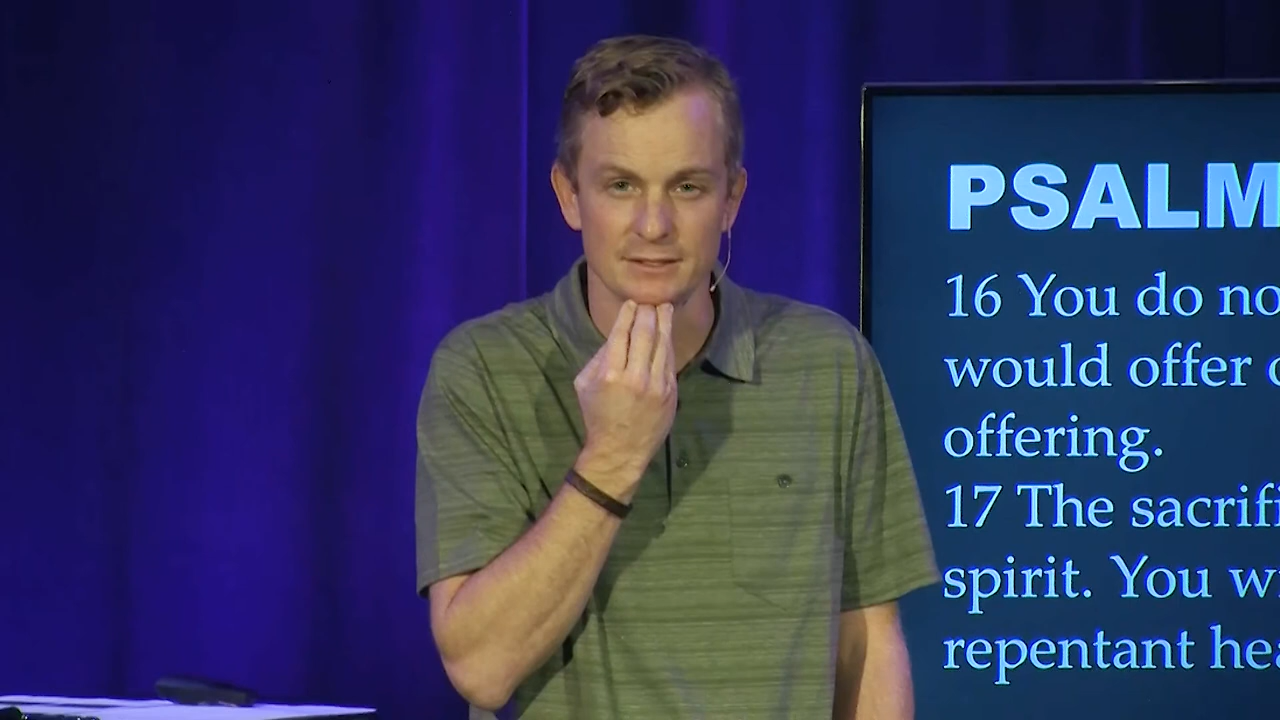 PSALM
16 You do no
would offer
offering.
17 The sacrifi
spirit. You w
repentant hea